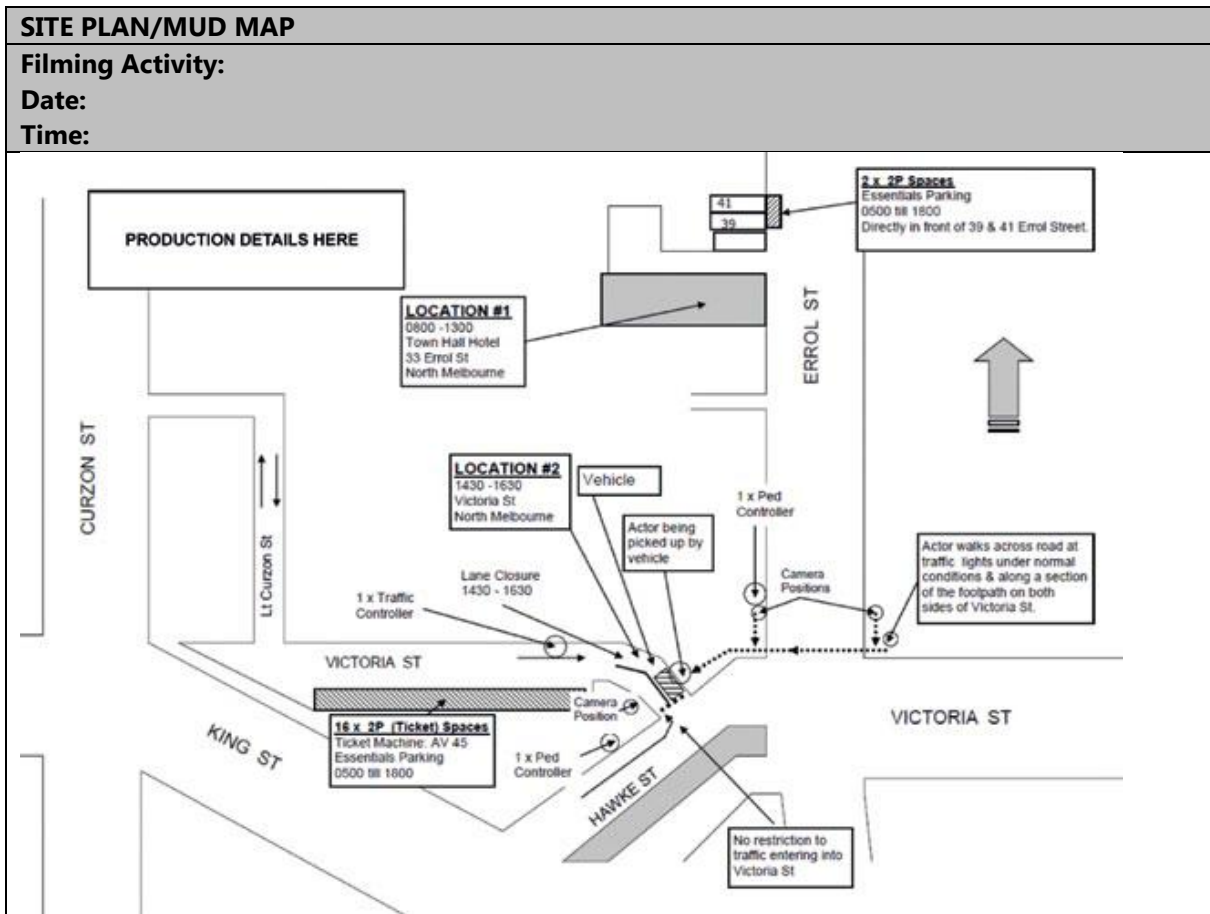 SITE PLAN/MUD MAP
Filming Activity:
Date:
Time:
PRODUCTION DETAILS HERE
41
39
2 x 2P Spaces
Essentials Parking
0500 till 1800
Directly in front of 39 & 41 Errol Street.
LOCATION #1
0800 -1300
Town Hall Hotel
33 Errol St
North Melbourne
ERROL ST
CURZON ST
Lt Curzon St
LOCATION #2
1430 -1630
Victoria St
North Melbourne
Vehicle
Actor being
picked up by
vehicle
1 x Ped
Controller
Camera
Positions
Actor walks across road at
traffic lights under normal
conditions & along a section
of the footpath on both
sides of Victoria St.
Lane Closure
1430 - 1630
1 x Traffic
Controller
VICTORIA ST
Camera
Position
16 x 2P (Ticket) Spaces
Ticket Machine: AV 45
Essentials Parking
0500 till 1800
KING ST
1 x Ped
Controller
HAWKE ST
VICTORIA ST
No restriction to
traffic entering into
Victoria St